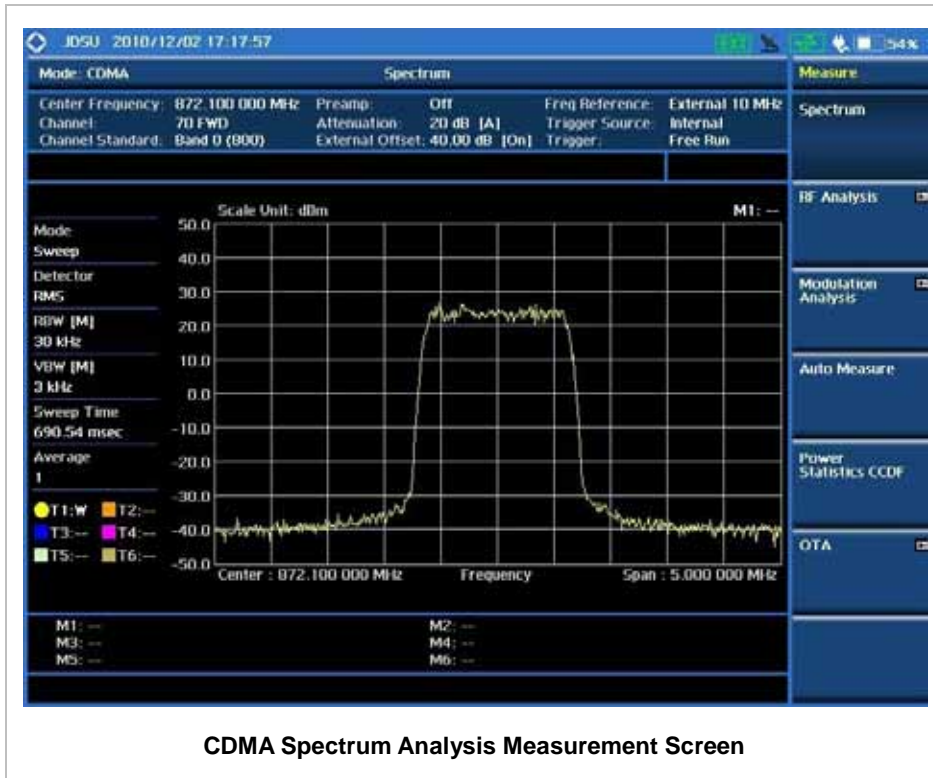 JDSU 2010/12/02 17:17:57
54%
Mode: CDMA Spectrum Measure
Center Frequency: 872.100 000 MHz Preamp: Off Freq Reference: External 10 MHz
Channel: 70 FWD Attenuation: 20 dB [A] Trigger Source: Internal
Channel Standard: Band 0 (800) External Offset: 40.00 dB [On] Trigger: Free Run
Spectrum
RF Analysis
Modulation
Analysis
Auto Measure
Power
Statistics CCDF
OTA
Scale Unit: dBm M1: --
Mode
Sweep
Detector
RMS
RBW [M]
30 kHz
VBW [M]
3 kHz
Sweep Time
690.54 msec
Average
1
T1:W T2:--
T3:-- T4:--
T5:-- T6:--
50.0
40.0
30.0
20.0
10.0
0.0
-10.0
-20.0
-30.0
-40.0
-50.0
Center : 872.100 000 MHz Frequency Span : 5.000 000 MHz
M1: -- M2: --
M3: -- M4: --
M5: -- M6: --
CDMA Spectrum Analysis Measurement Screen